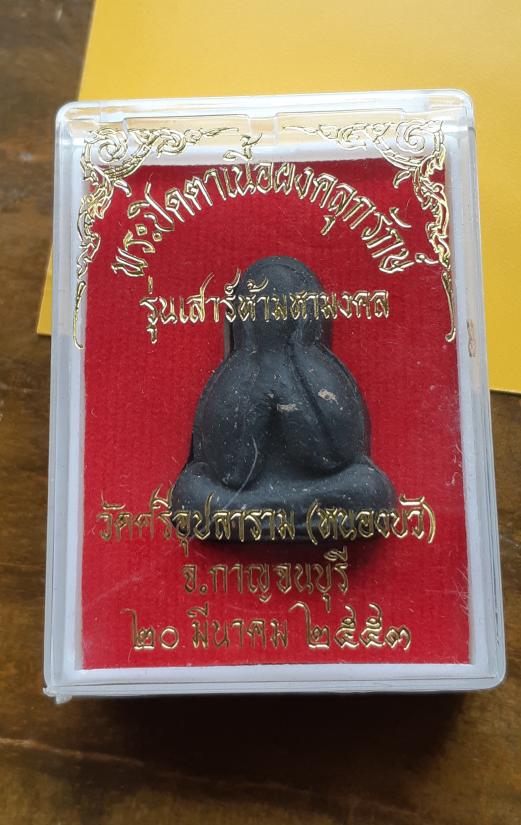 พระปิดตาเนื้อผงคลุกรักษ์
รุ่นเสาร์ห้ามหามงคล
วัดศรีอุปลาราม (หนองบัว)
จ.กาญจนบุรี
๒๐ มีนาคม ๒๕๕๓